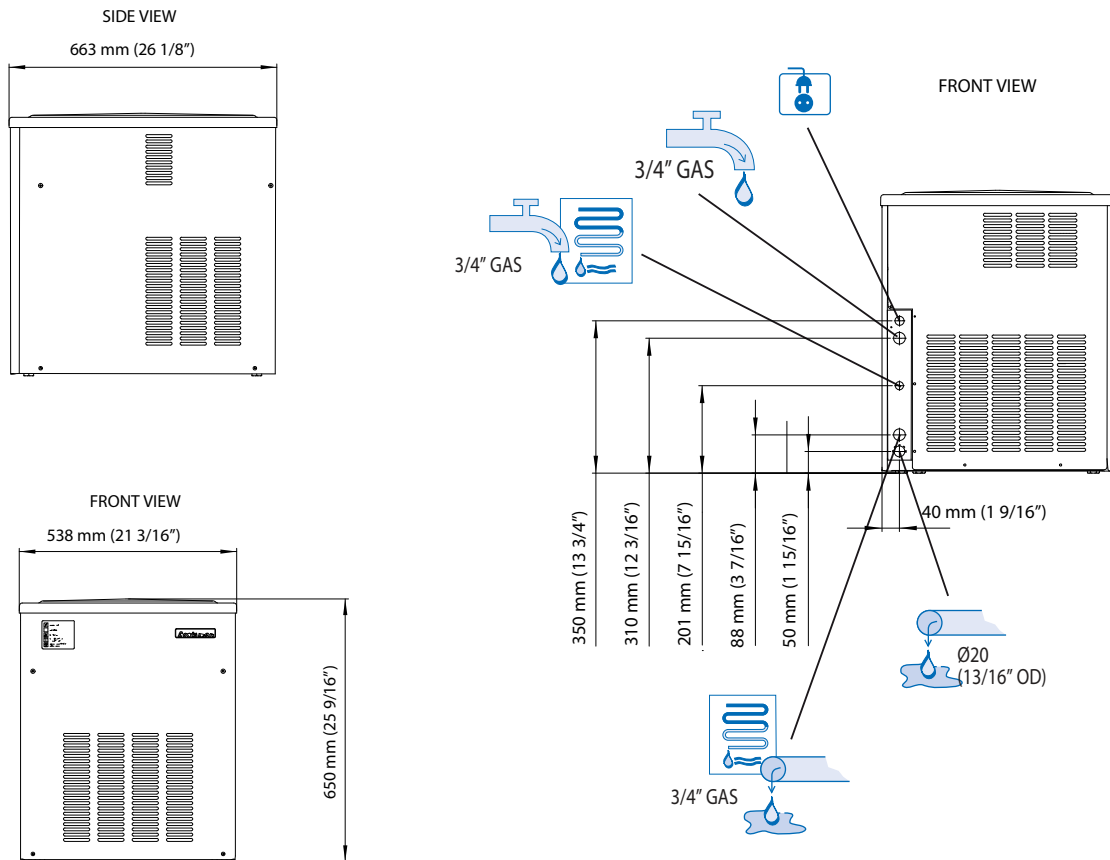 SIDE VIEW
663 mm (26 1/8”)
FRONT VIEW
3/4” GAS
3/4” GAS
FRONT VIEW
538 mm (21 3/16”)
650 mm (25 9/16”)
350 mm (13 3/4”)
310 mm (12 3/16”)
201 mm (7 15/16”)
88 mm (3 7/16”)
50 mm (1 15/16”)
40 mm (1 9/16”)
Ø20
(13/16” OD)
3/4” GAS